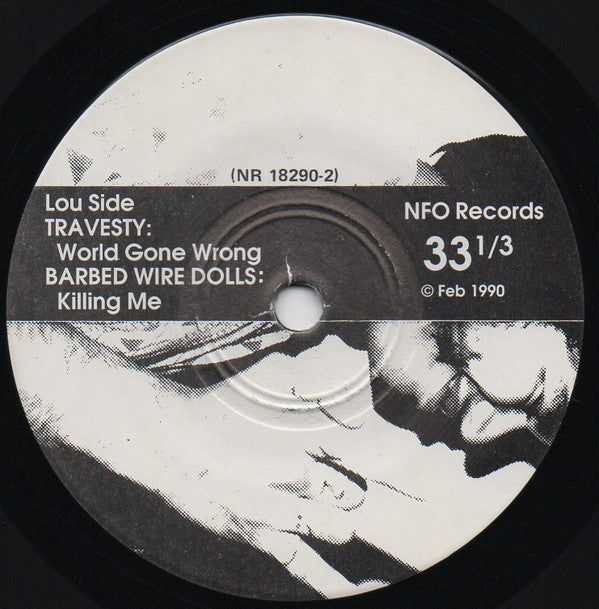 (NR 18290-2)
Lou Side
TRAVESTY:
World Gone Wrong
BARBED WIRE DOLLS:
Killing Me
NFO Records
33 1/3
© Feb 1990